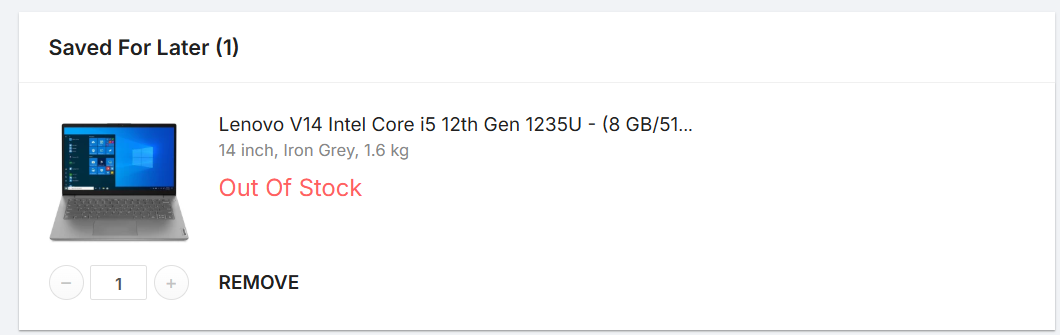 Saved For Later (1)
Lenovo V14 Intel Core i5 12th Gen 1235U - (8 GB/51...
14 inch, Iron Grey, 1.6 kg
Out Of Stock
− 1 + REMOVE